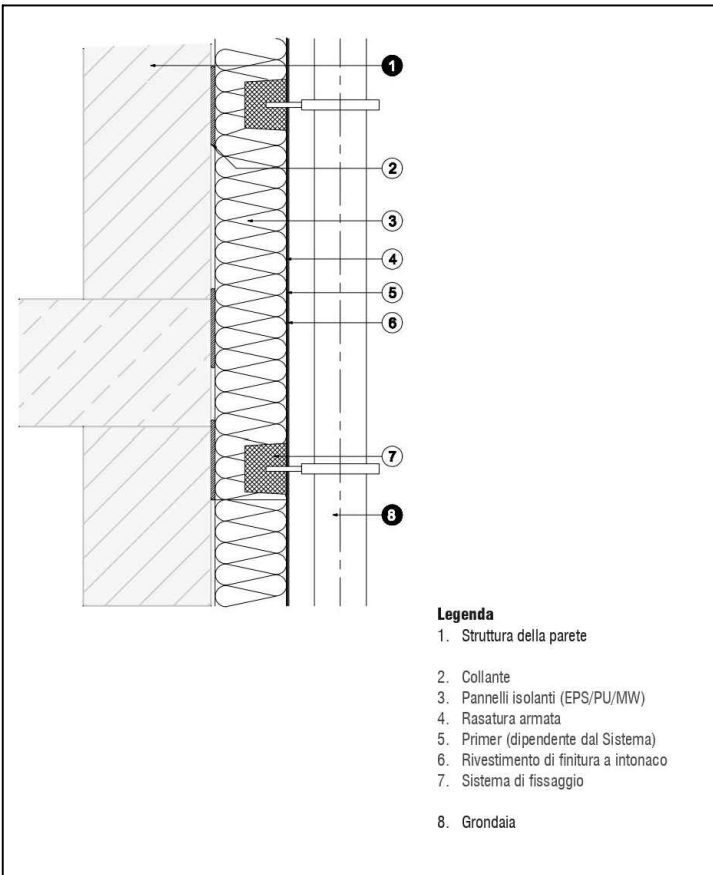 1
2
3
4
5
6
7
8
Legenda
1. Struttura della parete
2. Collante
3. Pannelli isolanti (EPS/PU/MW)
4. Rasatura armata
5. Primer (dipendente dal Sistema)
6. Rivestimento di finitura a intonaco
7. Sistema di fissaggio
8. Grondaia